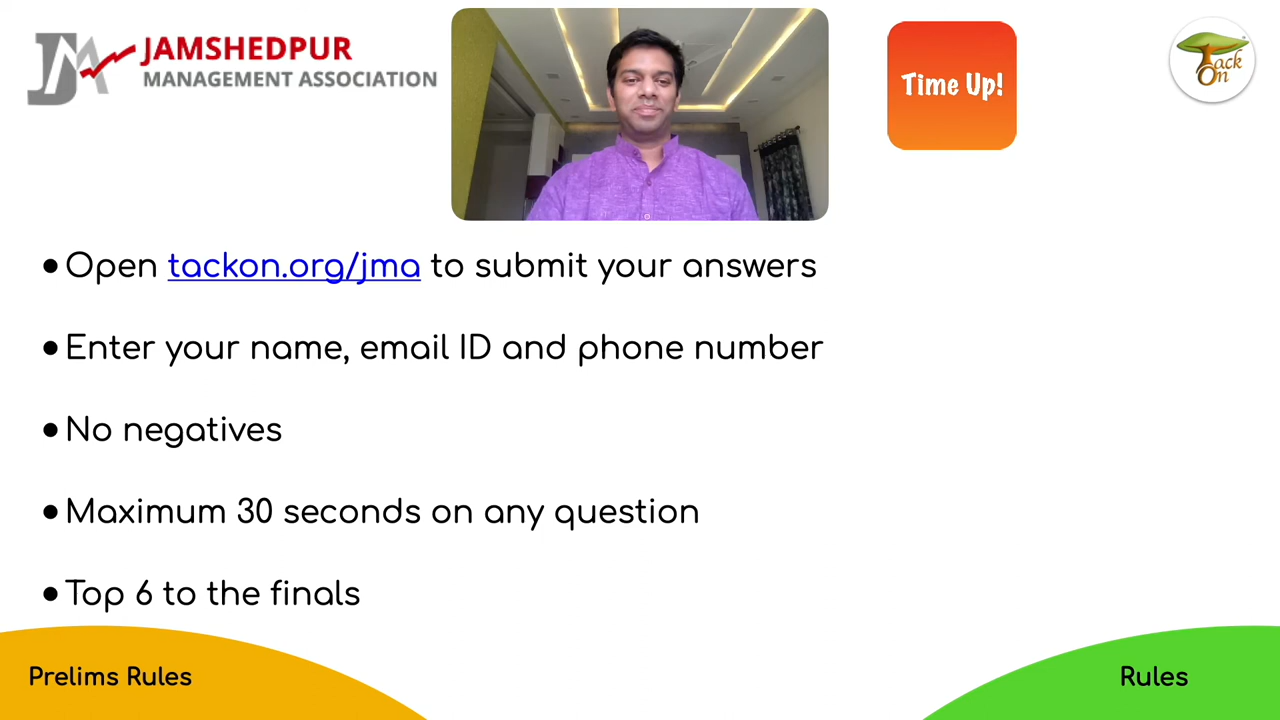 JAMSHEDPUR
MANAGEMENT ASSOCIATION
Time Up!
Tack
On
•Open tackon.org/jma to submit your answers
•Enter your name, email ID and phone number
•No negatives
•Maximum 30 seconds on any question
•Top 6 to the finals
Prelims Rules
Rules